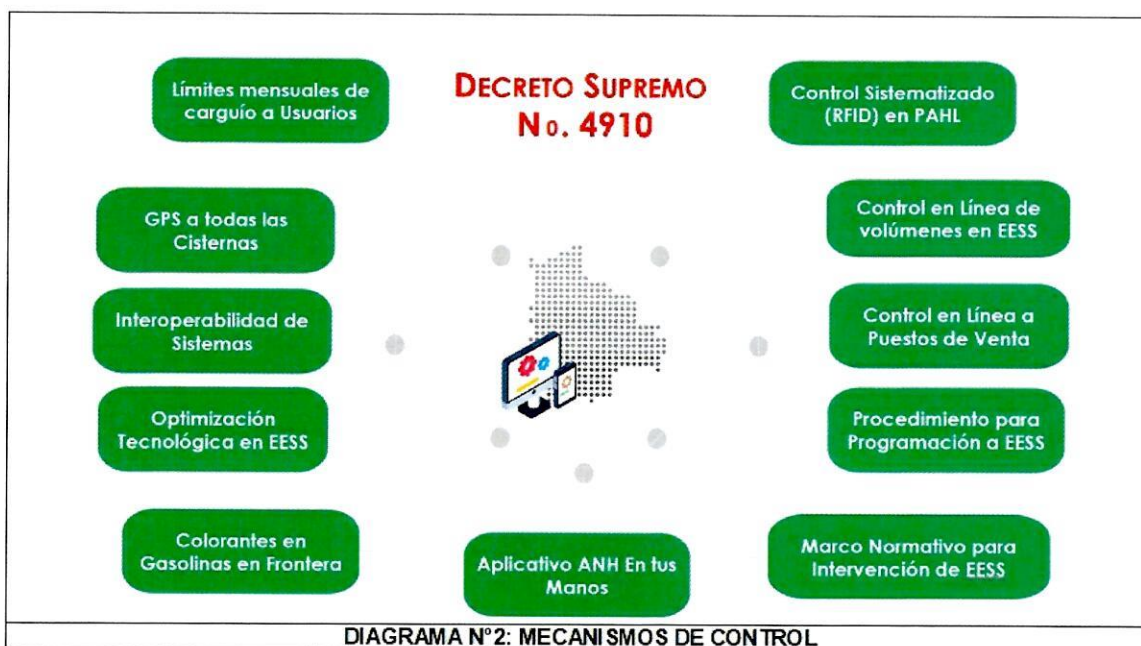 DECRETO SUPREMO
No. 4910
Límites mensuales de
carguío a Usuarios
GPS a todas las
Cisternas
Interoperabilidad de
Sistemas
Optimización
Tecnológica en EESS
Colorantes en
Gasolinas en Frontera
Aplicativo ANH En tus
Manos
Control Sistematizado
(RFID) en PAHL
Control en Línea de
volúmenes en EESS
Control en Línea a
Puestos de Venta
Procedimiento para
Programación a EESS
Marco Normativo para
Intervención de EESS
DIAGRAMA N°2: MECANISMOS DE CONTROL